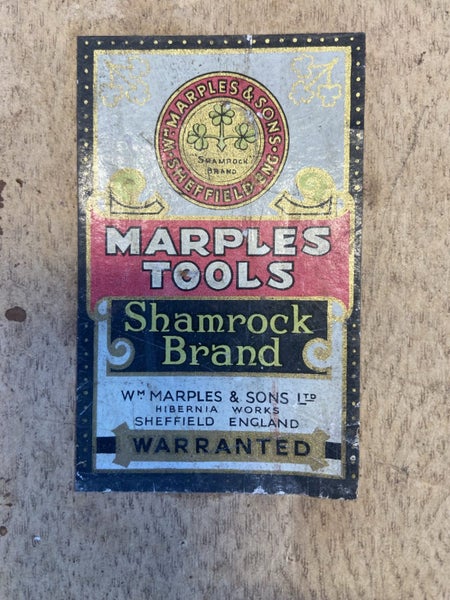 Wᴹ MARPLES & SONS.
SHEFFIELD ENG.
SHAMROCK
BRAND
MARPLES
TOOLS
Shamrock
Brand
Wᴹ MARPLES & SONS Lᵀᴰ
HIBERNIA WORKS
SHEFFIELD ENGLAND
WARRANTED